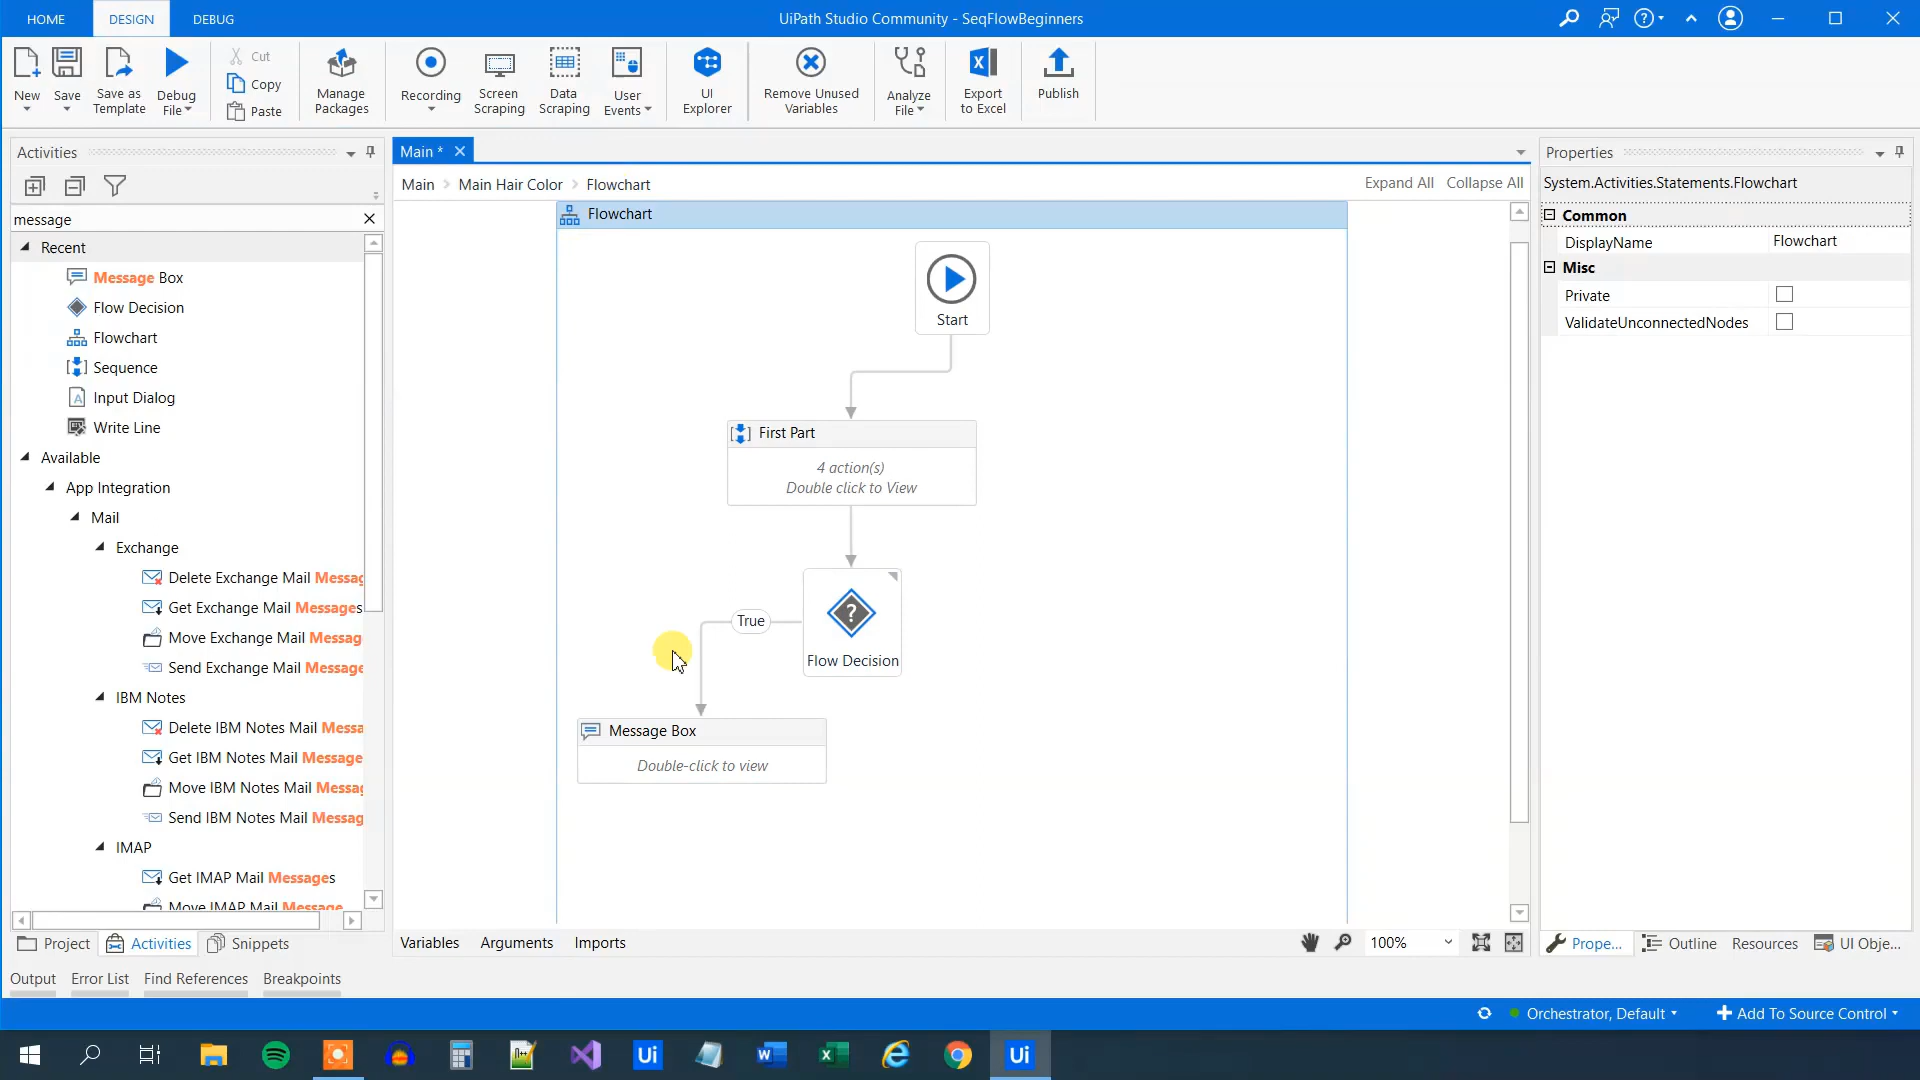 HOME DESIGN DEBUG
UiPath Studio Community - SeqFlowBeginners
New
Save
Save as Template
Debug File
Cut
Copy
Paste
Manage Packages
Recording
Screen Scraping
Data Scraping
User Events
UI Explorer
Remove Unused Variables
Analyze File
Export to Excel
Publish
Activities
message
Recent
Message Box
Flow Decision
Flowchart
Sequence
Input Dialog
Write Line
Available
App Integration
Mail
Exchange
Delete Exchange Mail Messag
Get Exchange Mail Messages
Move Exchange Mail Messag
Send Exchange Mail Message
IBM Notes
Delete IBM Notes Mail Messa
Get IBM Notes Mail Message
Move IBM Notes Mail Messag
Send IBM Notes Mail Messag
IMAP
Get IMAP Mail Messages
Move IMAP Mail Message
Project Activities Snippets
Main *
Main > Main Hair Color > Flowchart
Expand All Collapse All
Flowchart
Start
First Part
4 action(s)
Double click to View
True
Flow Decision
Message Box
Double-click to view
Variables Arguments Imports
100%
Properties
System.Activities.Statements.Flowchart
Common
DisplayName Flowchart
Misc
Private
ValidateUnconnectedNodes
Prope... Outline Resources UI Obje...
Output Error List Find References Breakpoints
Orchestrator, Default
Add To Source Control